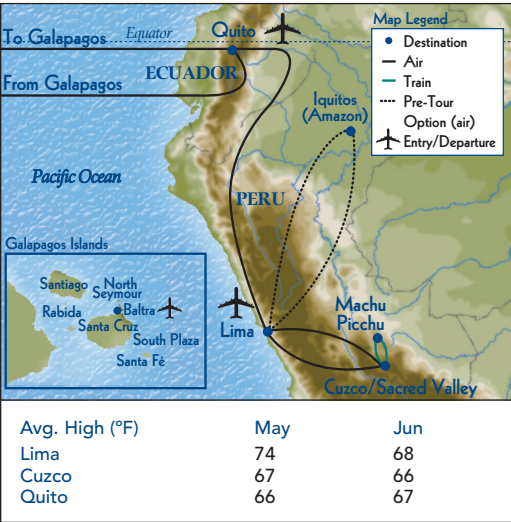 To Galapagos
Equator
Quito
Map Legend
Destination
Air
Train
Pre-Tour
Option (air)
Entry/Departure
From Galapagos
ECUADOR
Iquitos
(Amazon)
Pacific Ocean
PERU
Galapagos Islands
Santiago
North
Seymour
Rabida
Baltra
Santa Cruz
South Plaza
Santa Fé
Lima
Machu
Picchu
Cuzco/Sacred Valley
Avg. High (ºF) May Jun
Lima 74 68
Cuzco 67 66
Quito 66 67